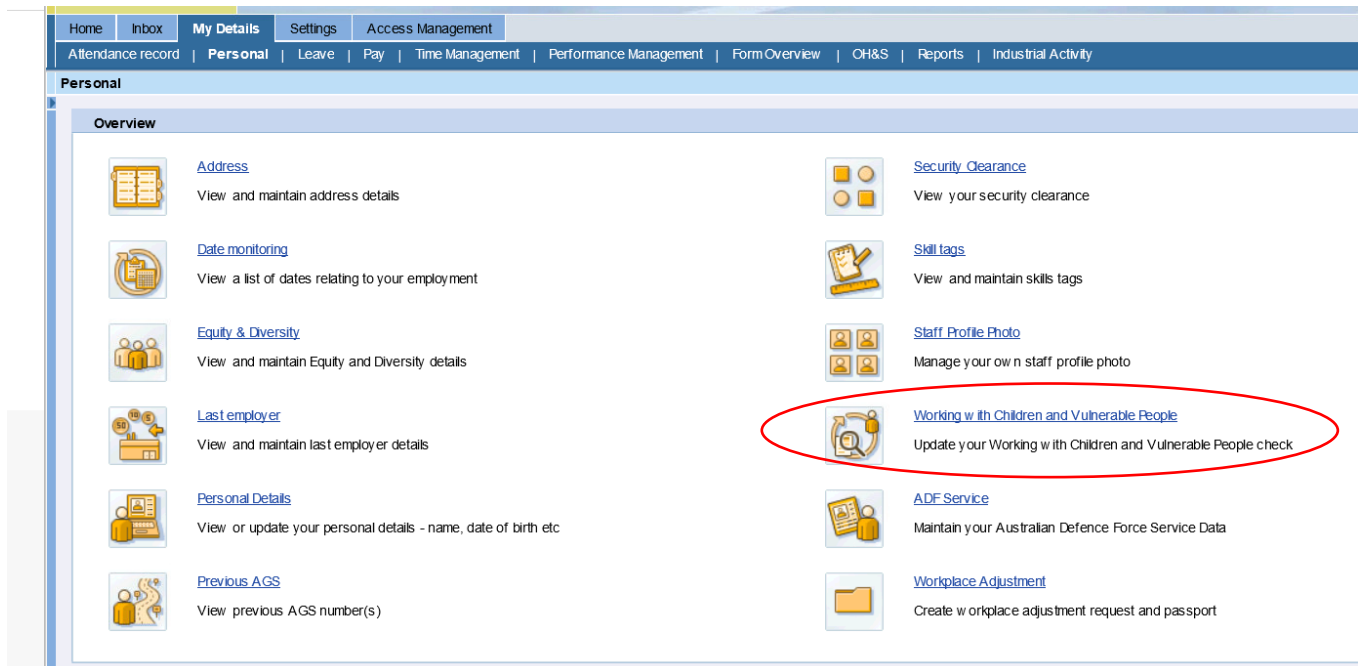 Home Inbox My Details Settings Access Management
Attendance record | Personal | Leave | Pay | Time Management | Performance Management | Form Overview | OH&S | Reports | Industrial Activity
Personal
Overview
Address
View and maintain address details
Date monitoring
View a list of dates relating to your employment
Equity & Diversity
View and maintain Equity and Diversity details
Last employer
View and maintain last employer details
Personal Details
View or update your personal details - name, date of birth etc
Previous AGS
View previous AGS number(s)
Security Clearance
View your security clearance
Skill tags
View and maintain skills tags
Staff Profile Photo
Manage your own staff profile photo
Working with Children and Vulnerable People
Update your Working with Children and Vulnerable People check
ADF Service
Maintain your Australian Defence Force Service Data
Workplace Adjustment
Create workplace adjustment request and passport